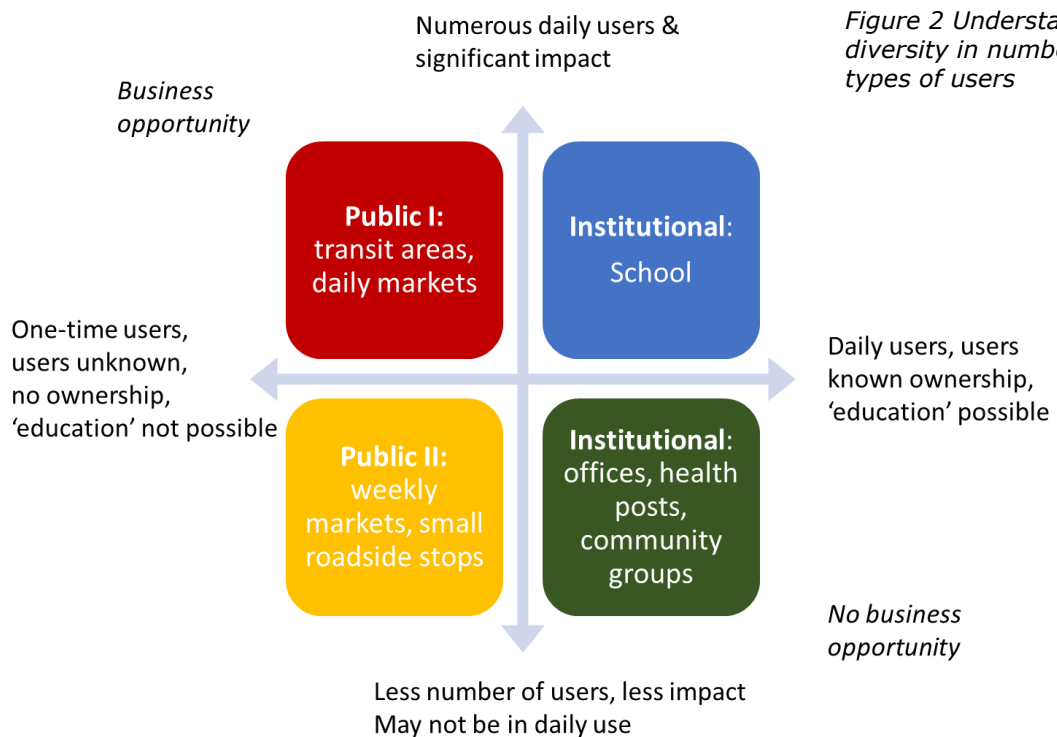 Numerous daily users &
significant impact
Figure 2 Understa
diversity in numbe
types of users
Business
opportunity
Public I:
transit areas,
daily markets
Institutional:
School
One-time users,
users unknown,
no ownership,
‘education’ not possible
Daily users, users
known ownership,
‘education’ possible
Public II:
weekly
markets, small
roadside stops
Institutional:
offices, health
posts,
community
groups
No business
opportunity
Less number of users, less impact
May not be in daily use